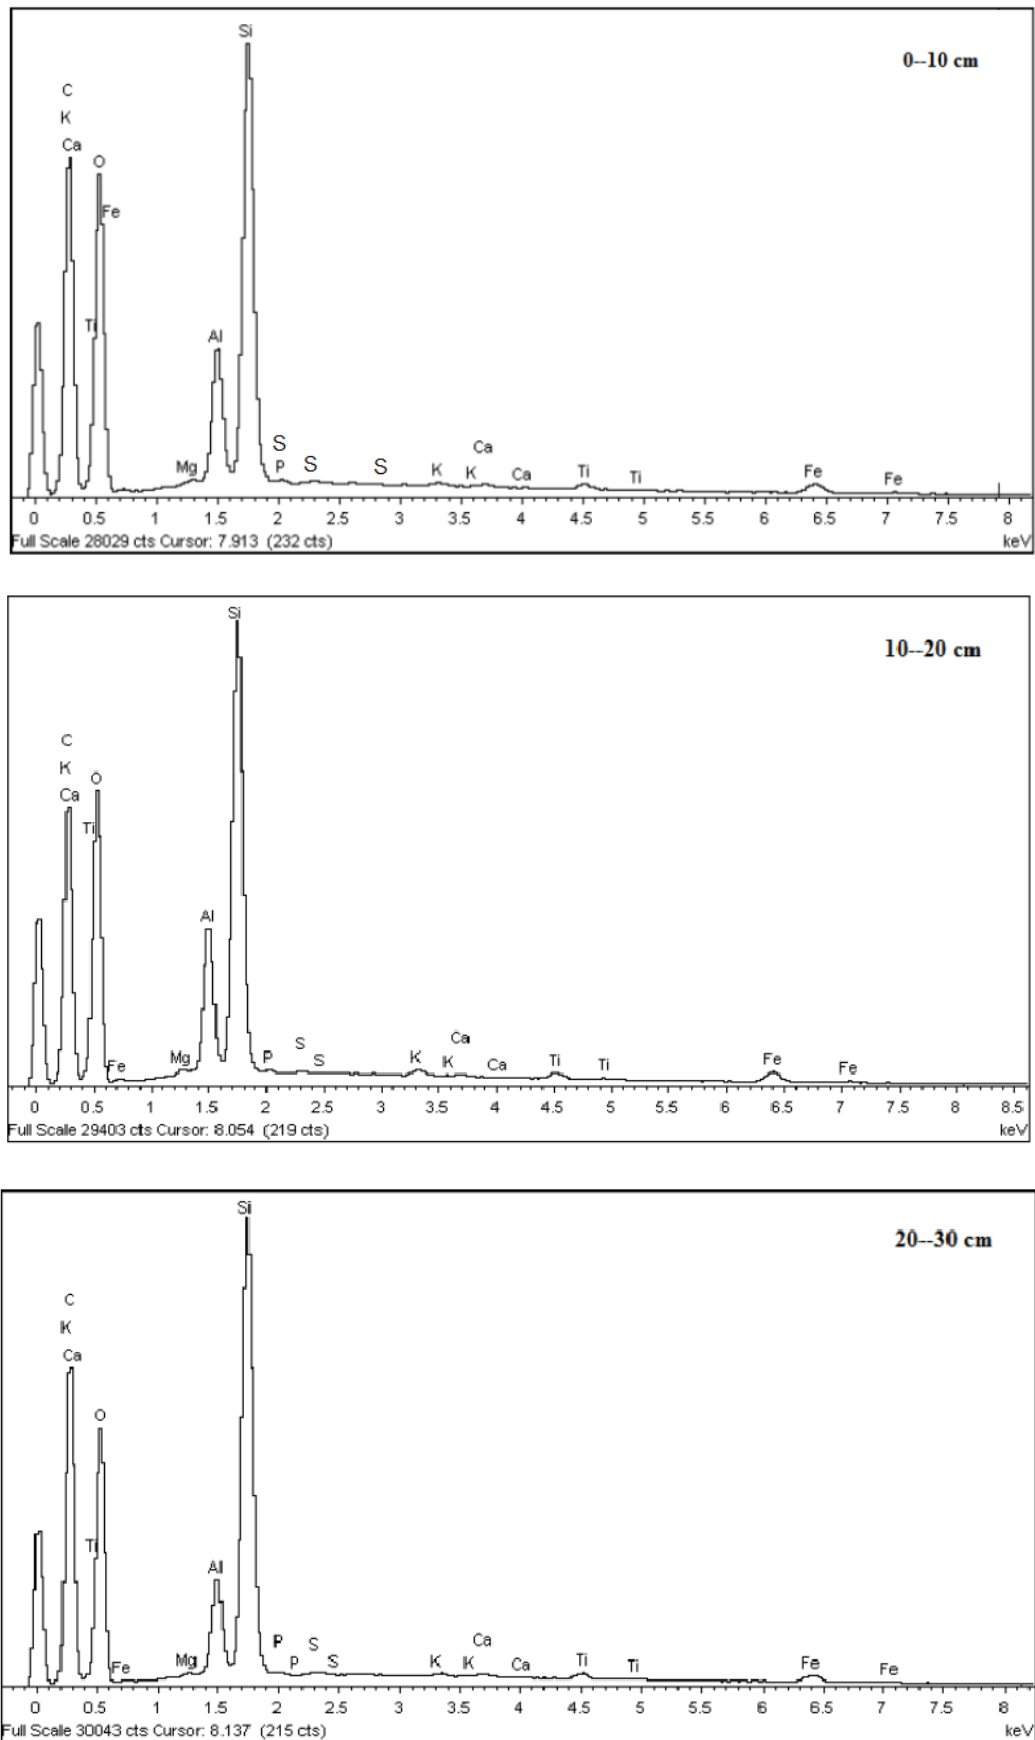 Si
0--10 cm
C
K
Ca
O
Fe
Ti
Al
S
Ca
Mg
P
S
S
K
K
Ca
Ti
Ti
Fe
Fe
0 0.5 1 1.5 2 2.5 3 3.5 4 4.5 5 5.5 6 6.5 7 7.5 8
Full Scale 28029 cts Cursor: 7.913 (232 cts) keV
Si
10--20 cm
C
K
O
Ca
Ti
Al
S
Ca
Fe
Mg
P
S
K
K
Ca
Ti
Ti
Fe
Fe
0 0.5 1 1.5 2 2.5 3 3.5 4 4.5 5 5.5 6 6.5 7 7.5 8 8.5
Full Scale 29403 cts Cursor: 8.054 (219 cts) keV
Si
20--30 cm
C
K
Ca
O
Ti
Al
P
S
Ca
Fe
Mg
P
S
K
K
Ca
Ti
Ti
Fe
Fe
0 0.5 1 1.5 2 2.5 3 3.5 4 4.5 5 5.5 6 6.5 7 7.5 8
Full Scale 30043 cts Cursor: 8.137 (215 cts) keV